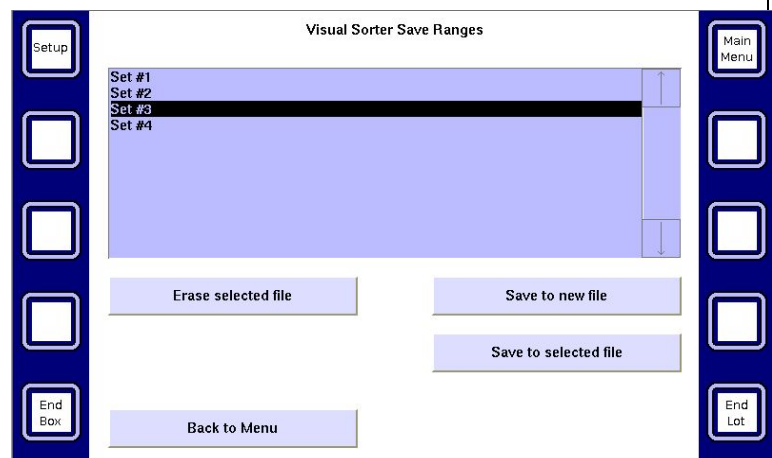 Visual Sorter Save Ranges
Setup
Main
Menu
Set #1
Set #2
Set #3
Set #4
Erase selected file
Save to new file
Save to selected file
End
Box
Back to Menu
End
Lot